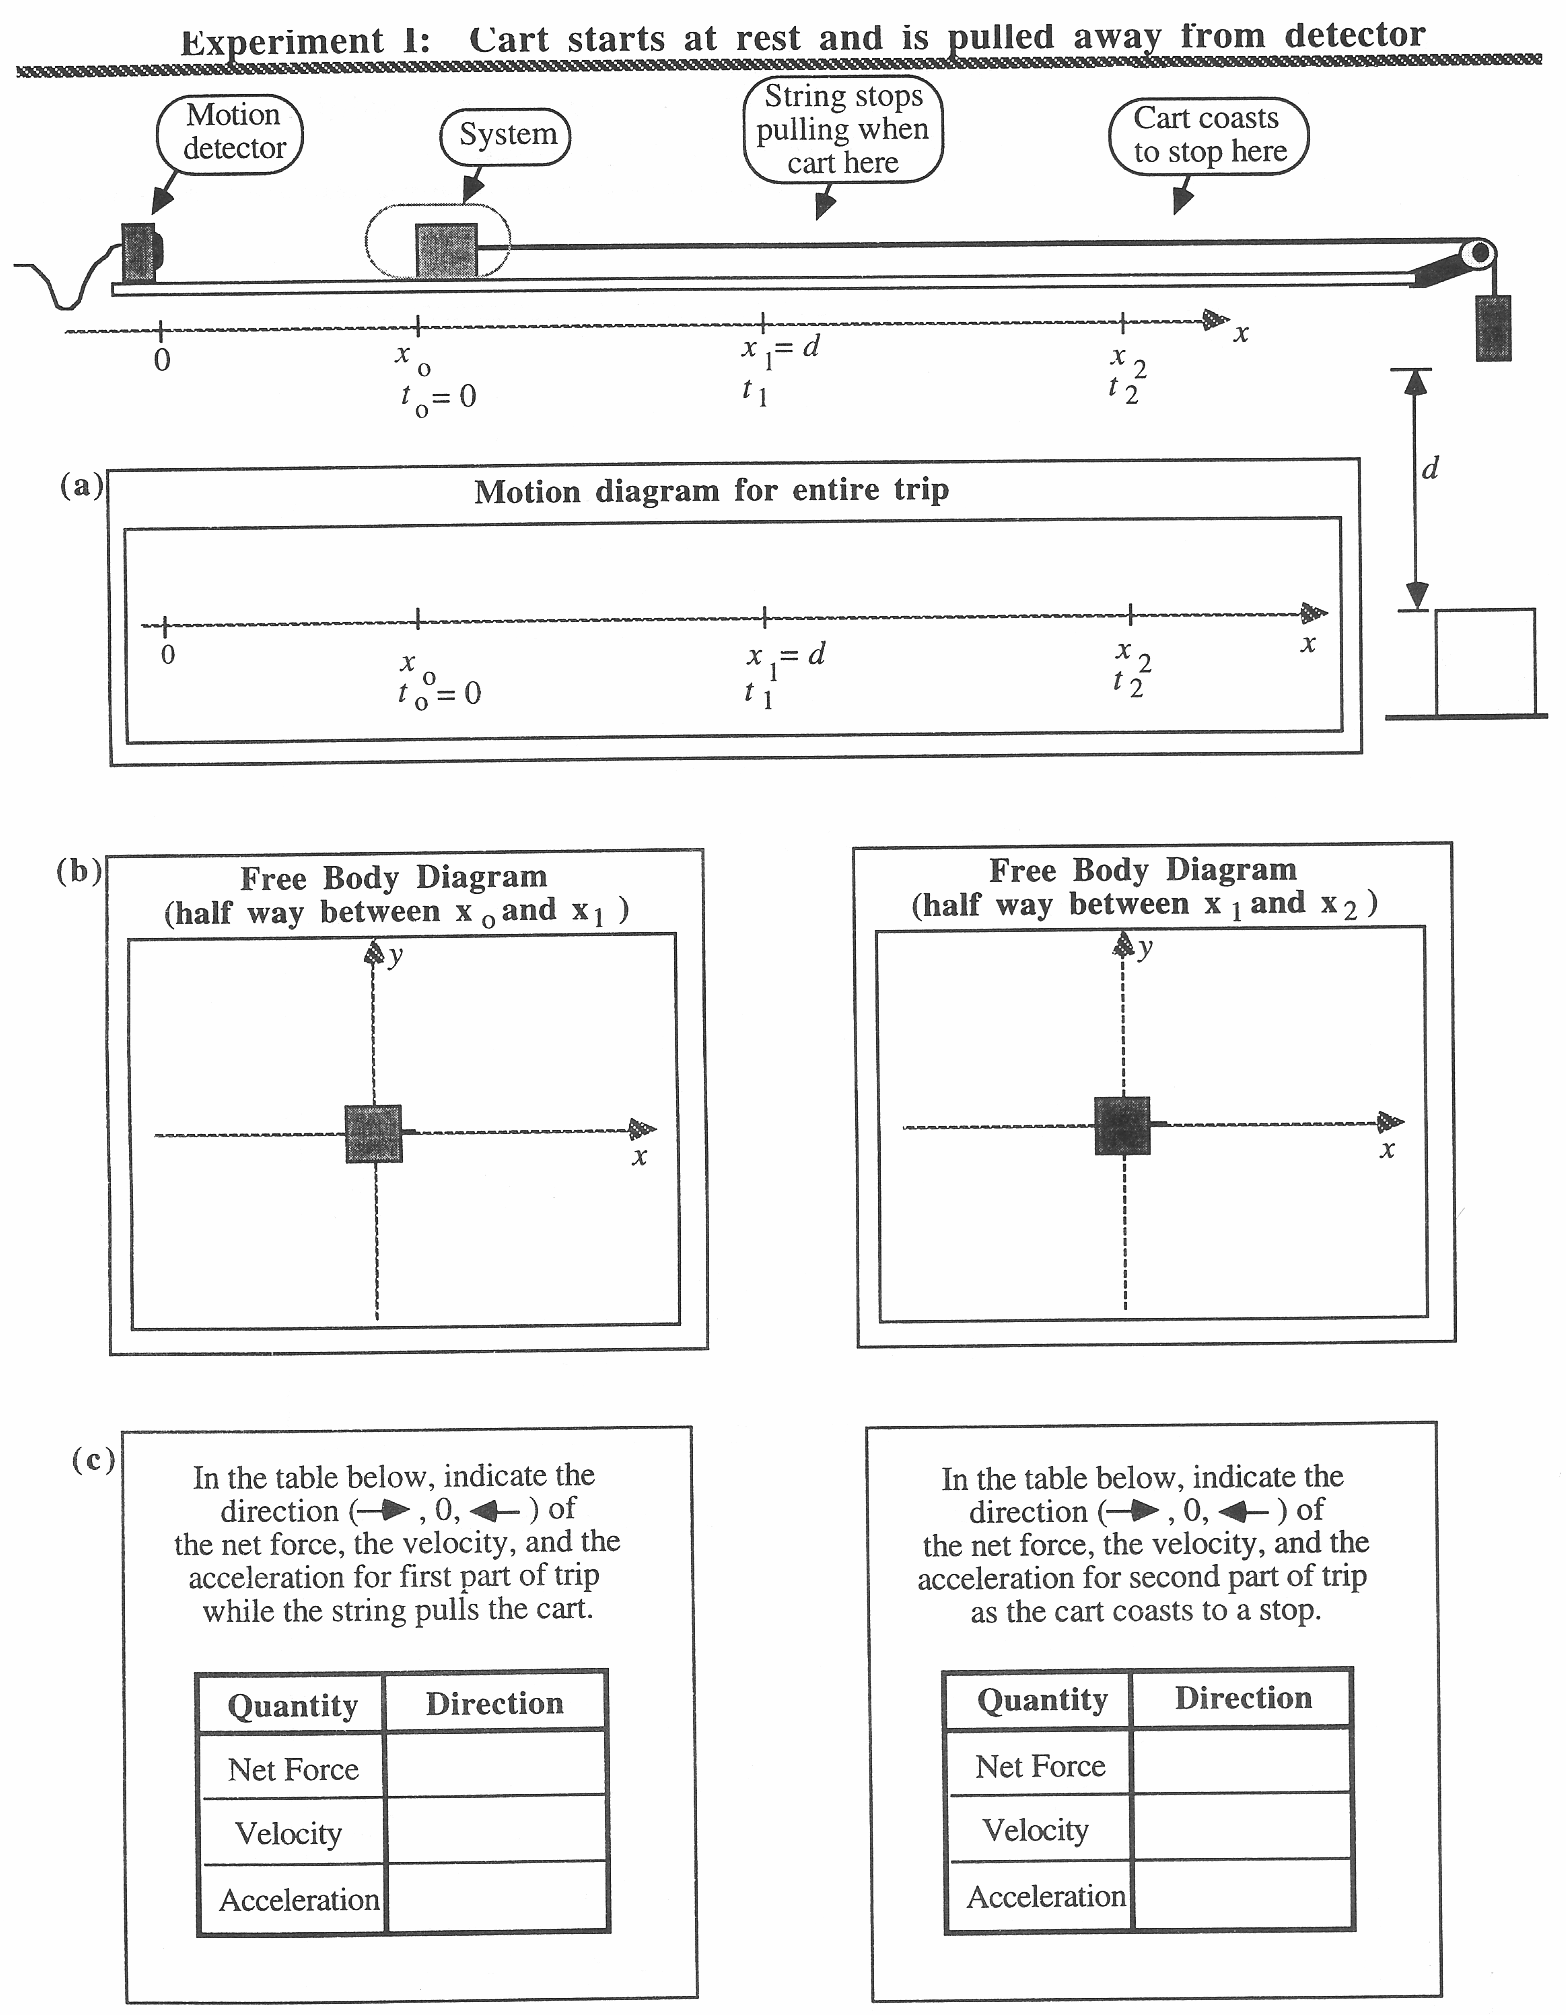 Experiment 1: Cart starts at rest and is pulled away from detector
Motion
detector
System
String stops
pulling when
cart here
Cart coasts
to stop here
0
x o
t o = 0
x 1 = d
t 1
x 2
t 2
x
d
(a)
Motion diagram for entire trip
0
x o
t o = 0
x 1 = d
t 1
x 2
t 2
x
(b)
Free Body Diagram
(half way between x o and x 1 )
y
x
Free Body Diagram
(half way between x 1 and x 2 )
y
x
(c)
In the table below, indicate the
direction (→ , 0, ← ) of
the net force, the velocity, and the
acceleration for first part of trip
while the string pulls the cart.
Quantity Direction
Net Force
Velocity
Acceleration
In the table below, indicate the
direction (→ , 0, ← ) of
the net force, the velocity, and the
acceleration for second part of trip
as the cart coasts to a stop.
Quantity Direction
Net Force
Velocity
Acceleration